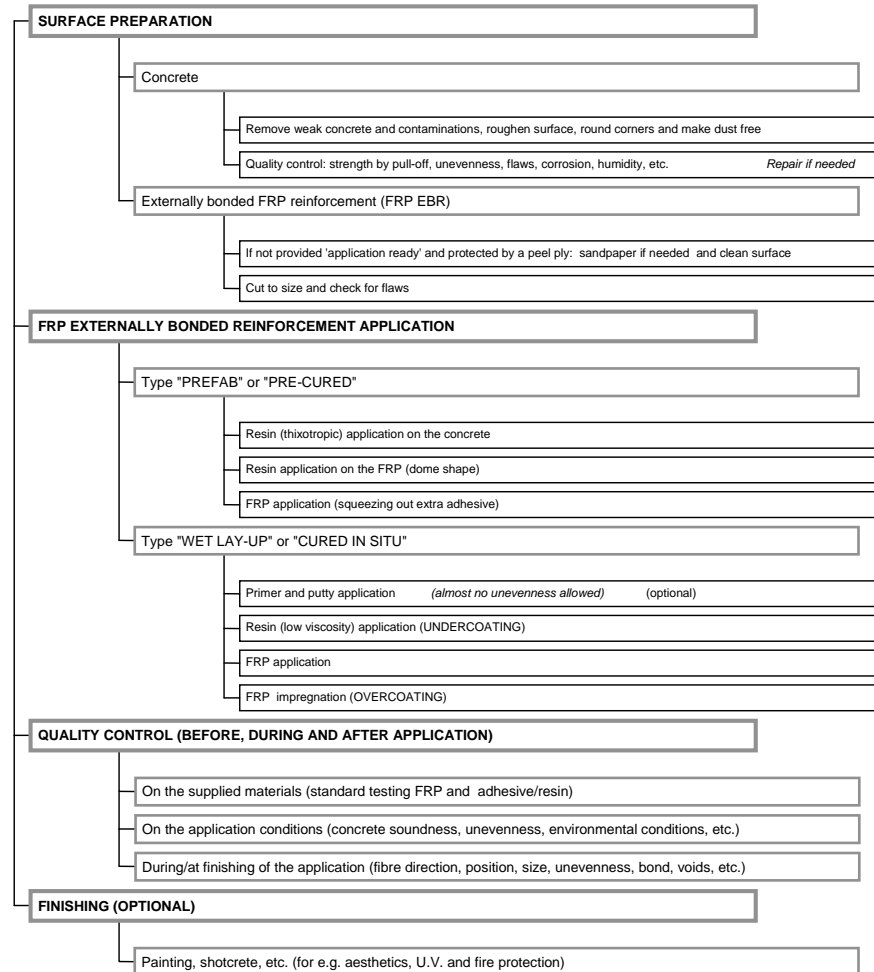 SURFACE PREPARATION
Concrete
Remove weak concrete and contaminations, roughen surface, round corners and make dust free
Quality control: strength by pull-off, unevenness, flaws, corrosion, humidity, etc. Repair if needed
Externally bonded FRP reinforcement (FRP EBR)
If not provided 'application ready' and protected by a peel ply: sandpaper if needed and clean surface
Cut to size and check for flaws
FRP EXTERNALLY BONDED REINFORCEMENT APPLICATION
Type "PREFAB" or "PRE-CURED"
Resin (thixotropic) application on the concrete
Resin application on the FRP (dome shape)
FRP application (squeezing out extra adhesive)
Type "WET LAY-UP" or "CURED IN SITU"
Primer and putty application (almost no unevenness allowed) (optional)
Resin (low viscosity) application (UNDERCOATING)
FRP application
FRP impregnation (OVERCOATING)
QUALITY CONTROL (BEFORE, DURING AND AFTER APPLICATION)
On the supplied materials (standard testing FRP and adhesive/resin)
On the application conditions (concrete soundness, unevenness, environmental conditions, etc.)
During/at finishing of the application (fibre direction, position, size, unevenness, bond, voids, etc.)
FINISHING (OPTIONAL)
Painting, shotcrete, etc. (for e.g. aesthetics, U.V. and fire protection)